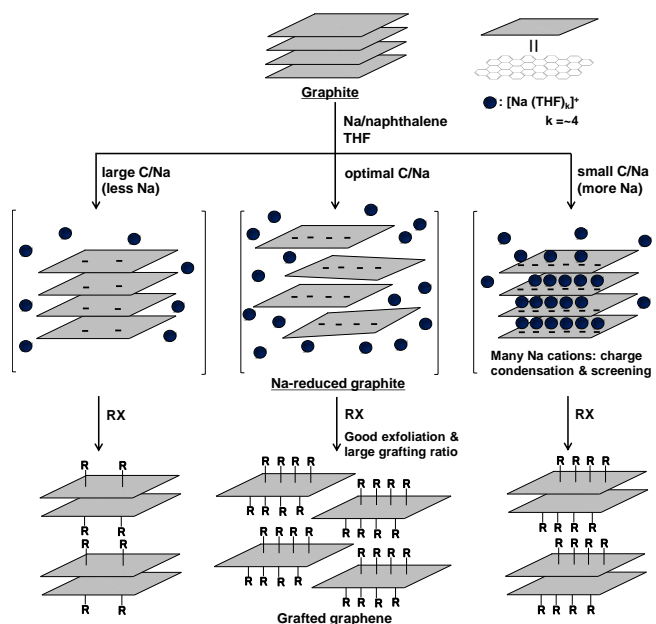 Graphite
=
: [Na (THF)k]+
k =~4
Na/naphthalene
THF
large C/Na
(less Na)
optimal C/Na
small C/Na
(more Na)
- -
- -
- -
- -
- - - -
- - - -
- - - -
- - - -
Many Na cations: charge
condensation & screening
Na-reduced graphite
RX
RX
Good exfoliation &
large grafting ratio
RX
R R
R R
R R
R R
R R R R
R R R R
R R R R
R R R R
R R R R
R R R R
R R R R
R R R R
Grafted graphene
R R R R
R R R R
R R R R
R R R R